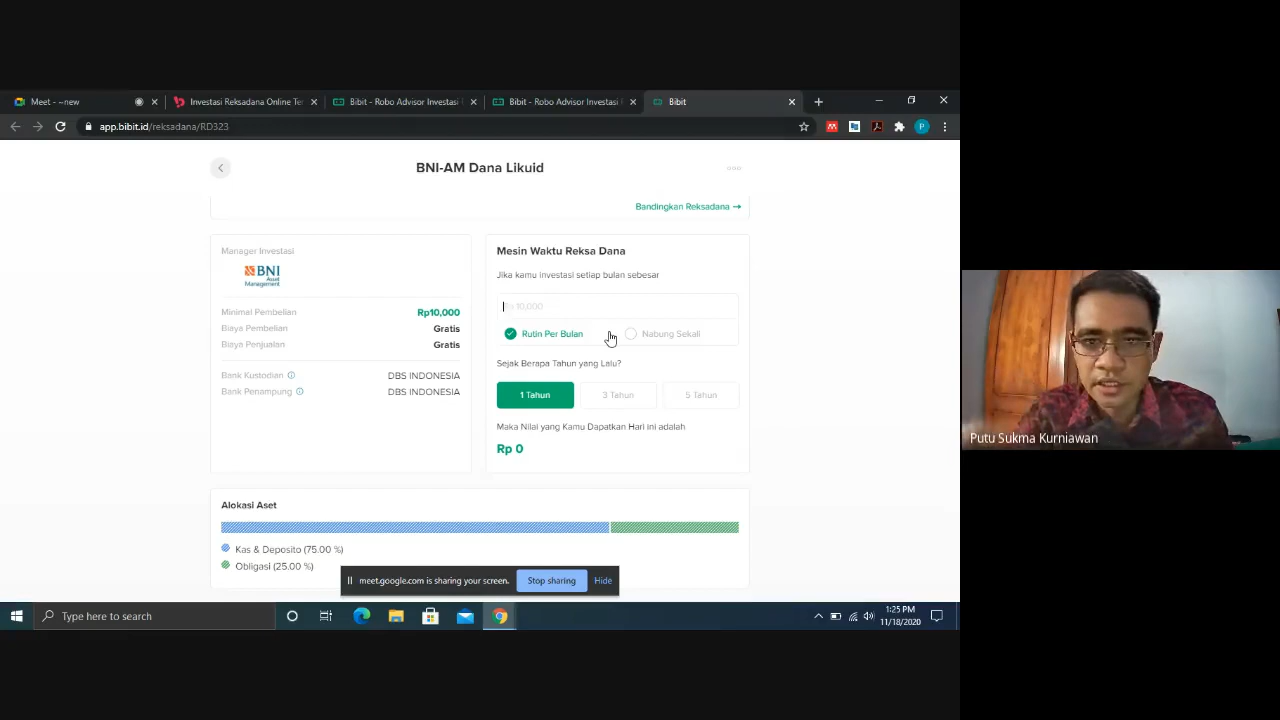 Meet - ~new
Investasi Reksadana Online Ter
Bibit - Robo Advisor Investasi
Bibit - Robo Advisor Investasi
Bibit
app.bibit.id/reksadana/RD323
P
BNI-AM Dana Likuid
Bandingkan Reksadana →
Manager Investasi
BNI
Asset
Management
Minimal Pembelian Rp10,000
Biaya Pembelian Gratis
Biaya Penjualan Gratis
Bank Kustodian DBS INDONESIA
Bank Penampung DBS INDONESIA
Mesin Waktu Reksa Dana
Jika kamu investasi setiap bulan sebesar
Rp 10.000
Rutin Per Bulan Nabung Sekali
Sejak Berapa Tahun yang Lalu?
1 Tahun 3 Tahun 5 Tahun
Maka Nilai yang Kamu Dapatkan Hari ini adalah
Rp 0
Alokasi Aset
Kas & Deposito (75.00 %)
Obligasi (25.00 %)
meet.google.com is sharing your screen. Stop sharing Hide
Type here to search
1:25 PM
11/18/2020
Putu Sukma Kurniawan